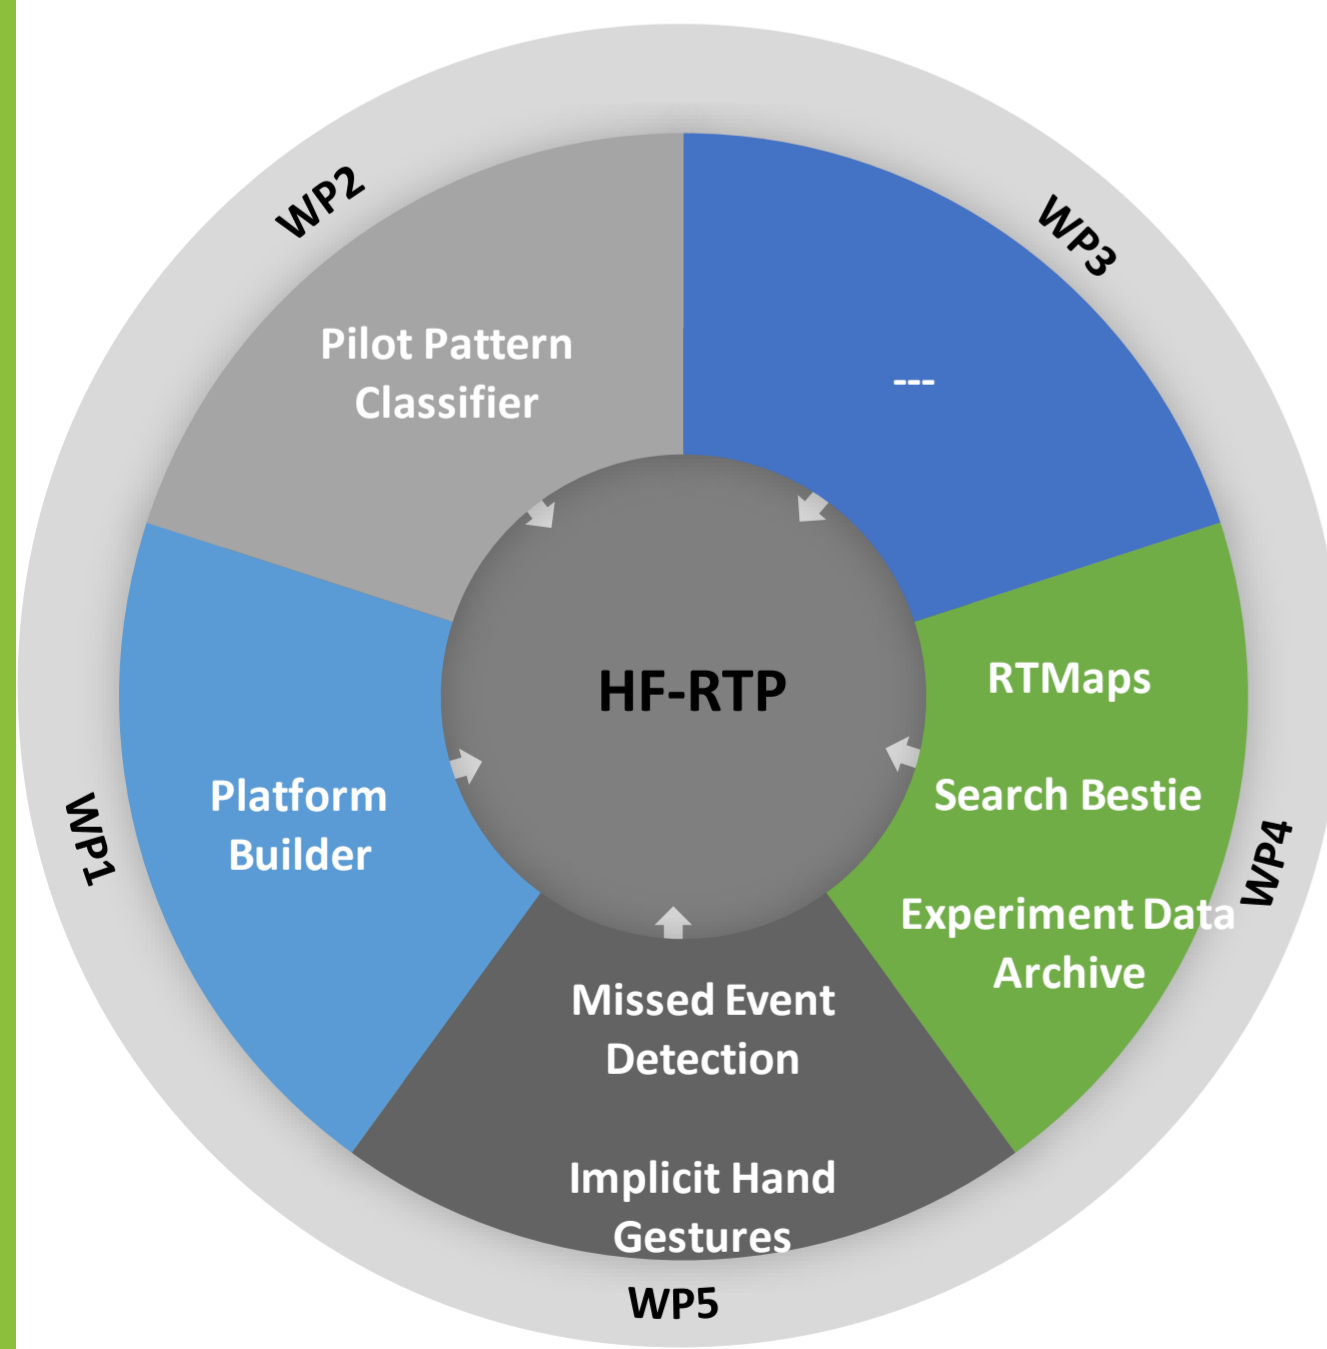 WP2
WP3
Pilot Pattern
Classifier
---
HF-RTP
RTMaps
Search Bestie
Experiment Data
Archive
WP4
Platform
Builder
WP1
Missed Event
Detection
Implicit Hand
Gestures
WP5